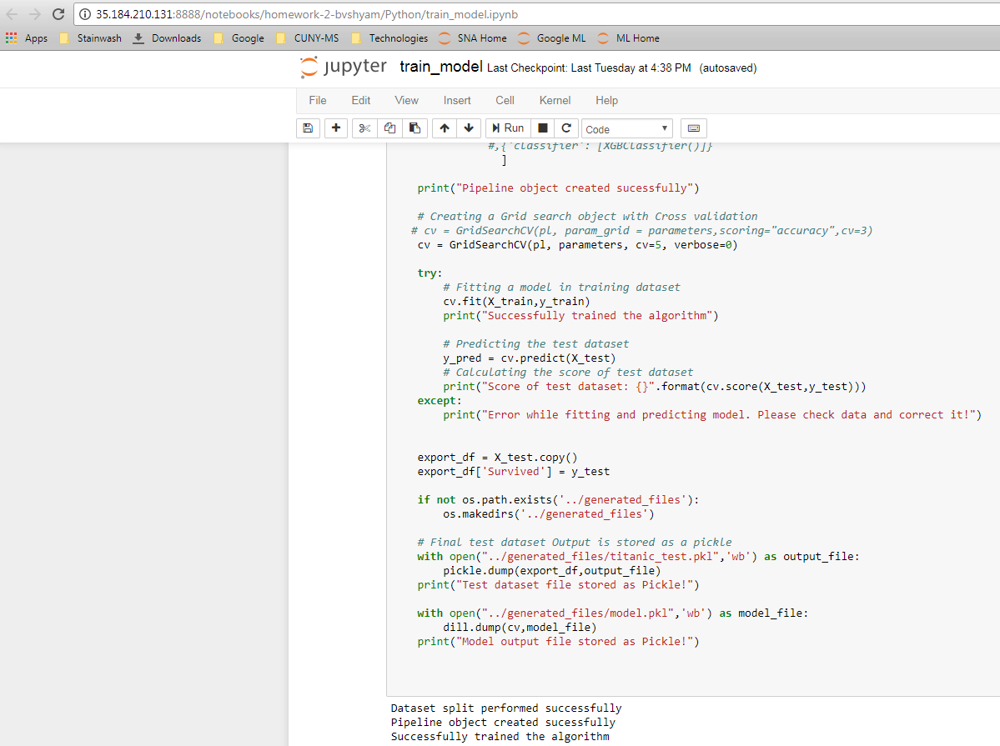 35.184.210.131:8888/notebooks/homework-2-bvshyam/Python/train_model.ipynb
Apps Stainwash Downloads Google CUNY-MS Technologies SNA Home Google ML ML Home
jupyter train_model Last Checkpoint: Last Tuesday at 4:38 PM (autosaved)
File Edit View Insert Cell Kernel Help
Run Code
#,{'classifier': [XGBClassifier()]}
]
print("Pipeline object created sucessfully")
# Creating a Grid search object with Cross validation
# cv = GridSearchCV(pl, param_grid = parameters,scoring="accuracy",cv=3)
cv = GridSearchCV(pl, parameters, cv=5, verbose=0)
try:
# Fitting a model in training dataset
cv.fit(X_train,y_train)
print("Successfully trained the algorithm")
# Predicting the test dataset
y_pred = cv.predict(X_test)
# Calculating the score of test dataset
print("Score of test dataset: {}".format(cv.score(X_test,y_test)))
except:
print("Error while fitting and predicting model. Please check data and correct it!")
export_df = X_test.copy()
export_df['Survived'] = y_test
if not os.path.exists('../generated_files'):
os.makedirs('../generated_files')
# Final test dataset Output is stored as a pickle
with open("../generated_files/titanic_test.pkl",'wb') as output_file:
pickle.dump(export_df,output_file)
print("Test dataset file stored as Pickle!")
with open("../generated_files/model.pkl",'wb') as model_file:
dill.dump(cv,model_file)
print("Model output file stored as Pickle!")
Dataset split performed successfully
Pipeline object created sucessfully
Successfully trained the algorithm